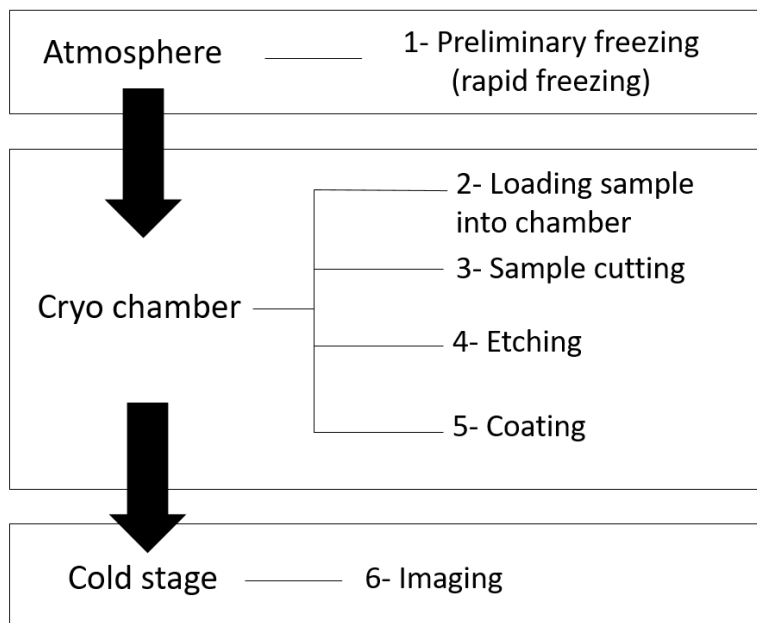 Atmosphere
1- Preliminary freezing
(rapid freezing)
2- Loading sample
into chamber
3- Sample cutting
Cryo chamber
4- Etching
5- Coating
Cold stage
6- Imaging